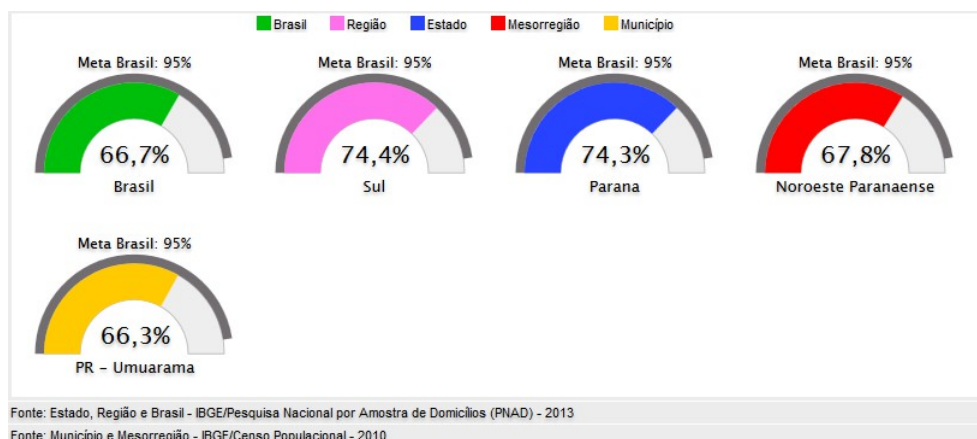 Brasil Região Estado Mesorregião Município
Meta Brasil: 95% Meta Brasil: 95% Meta Brasil: 95% Meta Brasil: 95%
66,7% 74,4% 74,3% 67,8%
Brasil Sul Parana Noroeste Paranaense
Meta Brasil: 95%
66,3%
PR – Umuarama
Fonte: Estado, Região e Brasil - IBGE/Pesquisa Nacional por Amostra de Domicílios (PNAD) - 2013
Fonte: Município e Mesorregião - IBGE/Censo Populacional - 2010